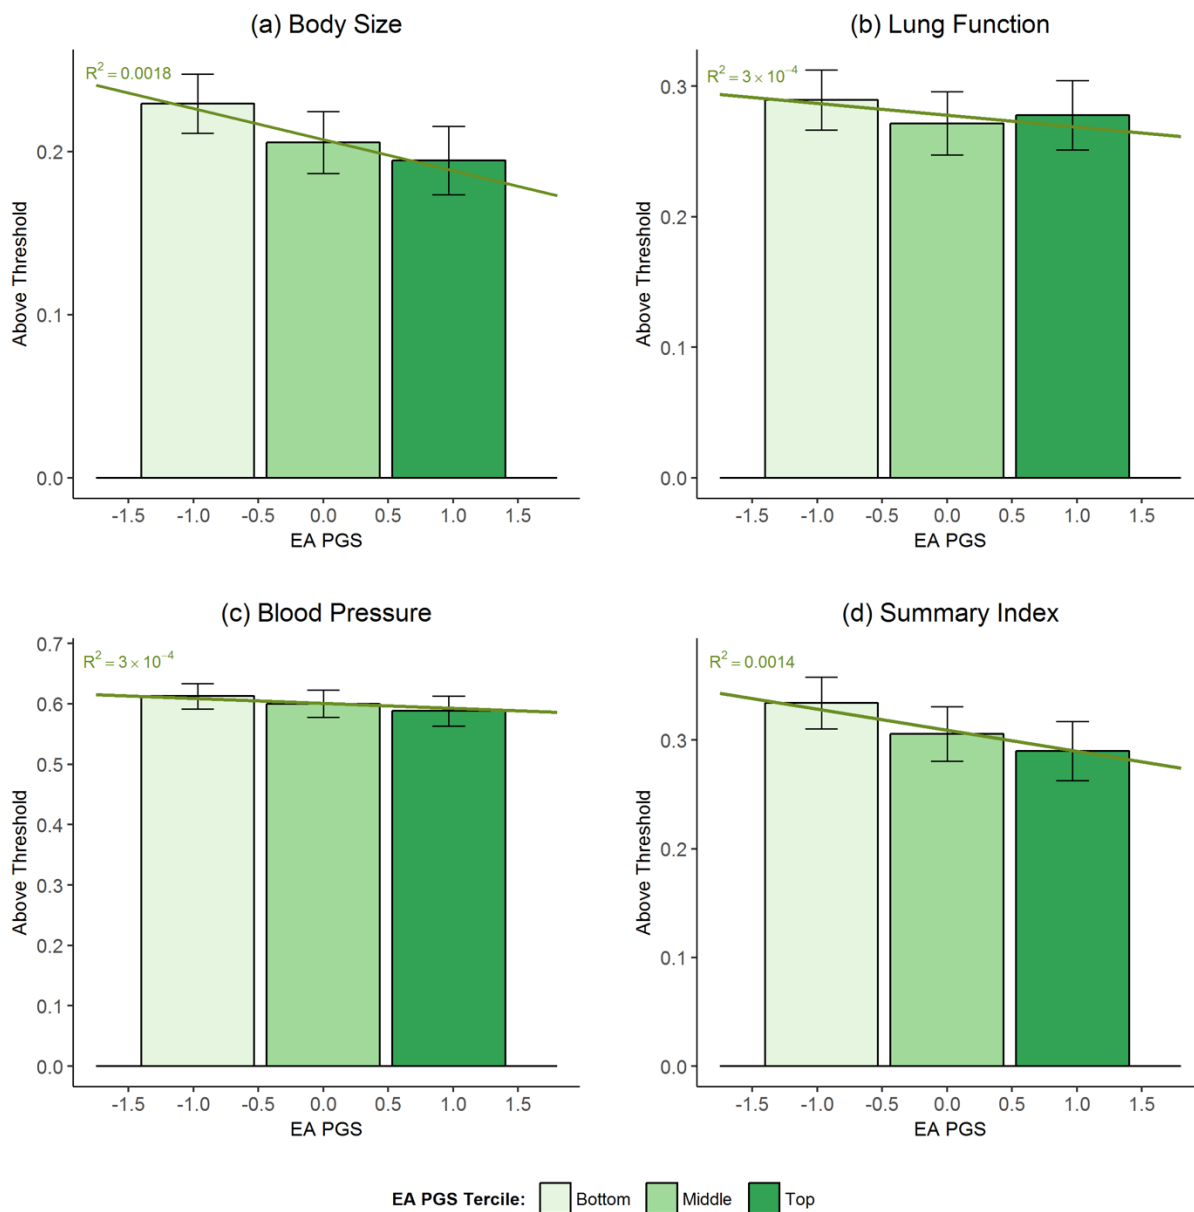 (a) Body Size
R² = 0.0018
Above Threshold
0.2
0.1
0.0
-1.5 -1.0 -0.5 0.0 0.5 1.0 1.5
EA PGS
(b) Lung Function
R² = 3 × 10⁻⁴
Above Threshold
0.3
0.2
0.1
0.0
-1.5 -1.0 -0.5 0.0 0.5 1.0 1.5
EA PGS
(c) Blood Pressure
R² = 3 × 10⁻⁴
Above Threshold
0.7
0.6
0.5
0.4
0.3
0.2
0.1
0.0
-1.5 -1.0 -0.5 0.0 0.5 1.0 1.5
EA PGS
(d) Summary Index
R² = 0.0014
Above Threshold
0.3
0.2
0.1
0.0
-1.5 -1.0 -0.5 0.0 0.5 1.0 1.5
EA PGS
EA PGS Tercile: Bottom Middle Top